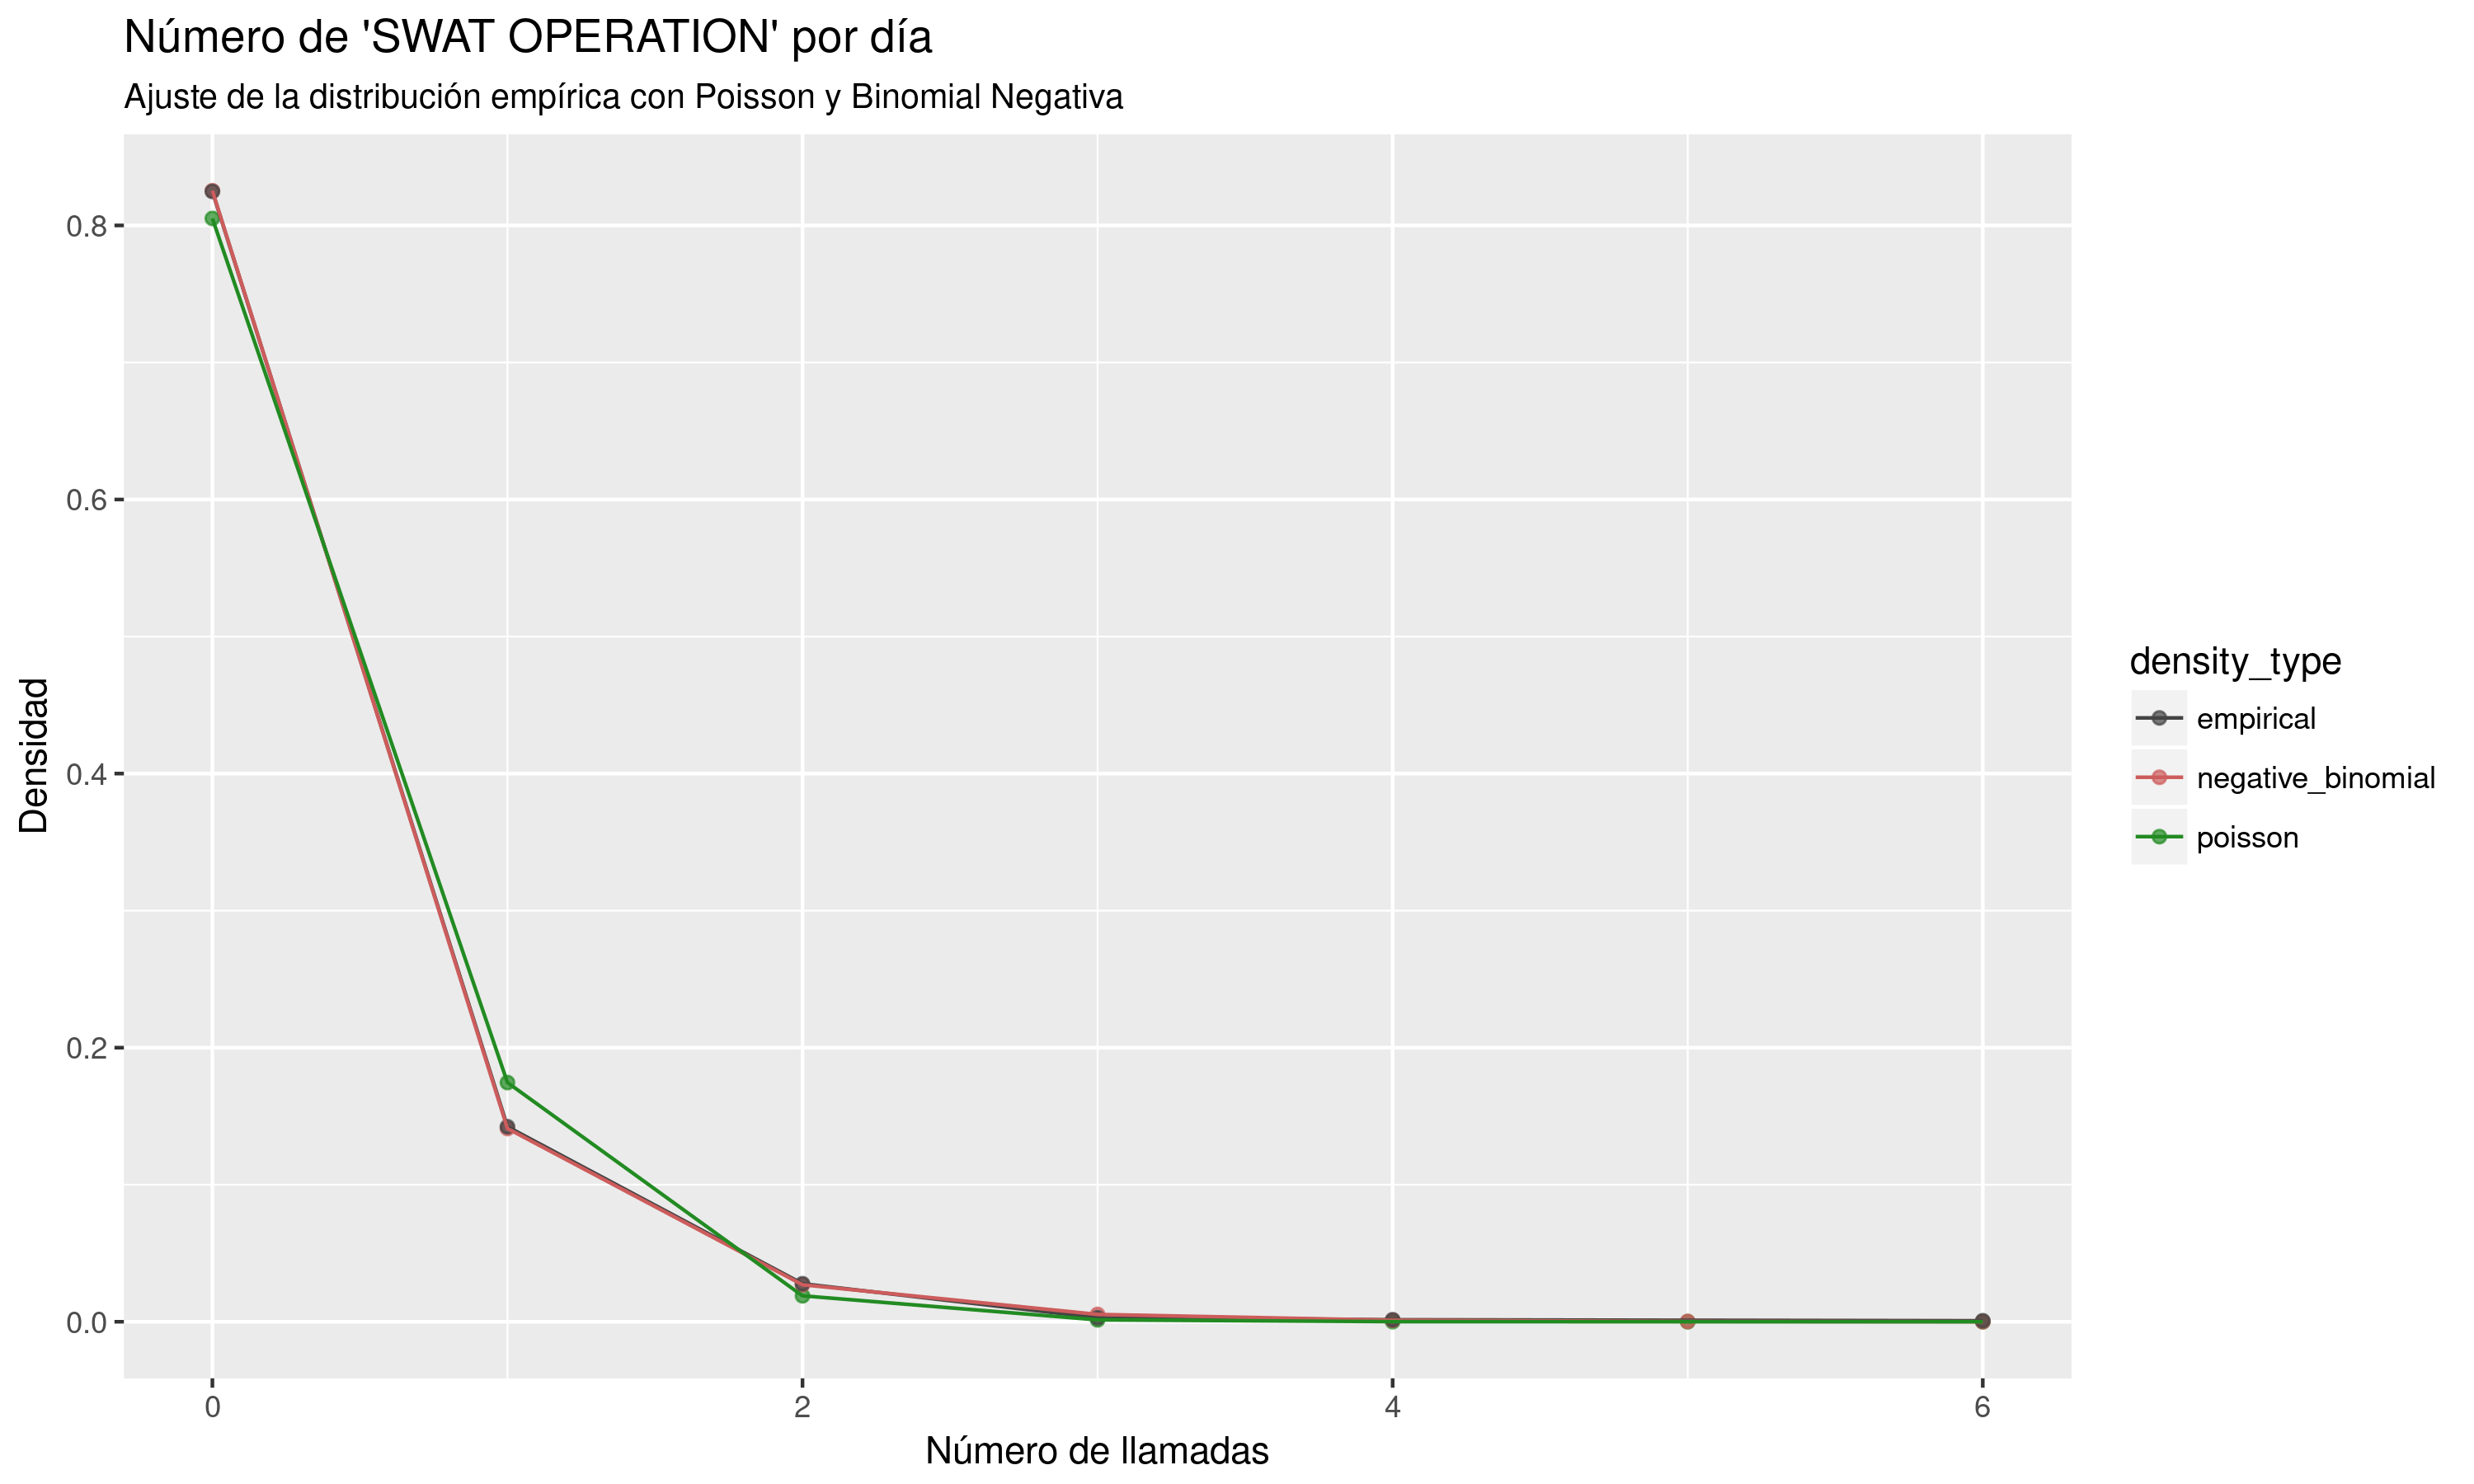 Número de 'SWAT OPERATION' por día
Ajuste de la distribución empírica con Poisson y Binomial Negativa
Densidad
0.8
0.6
0.4
0.2
0.0
0 2 4 6
Número de llamadas
density_type
empirical
negative_binomial
poisson